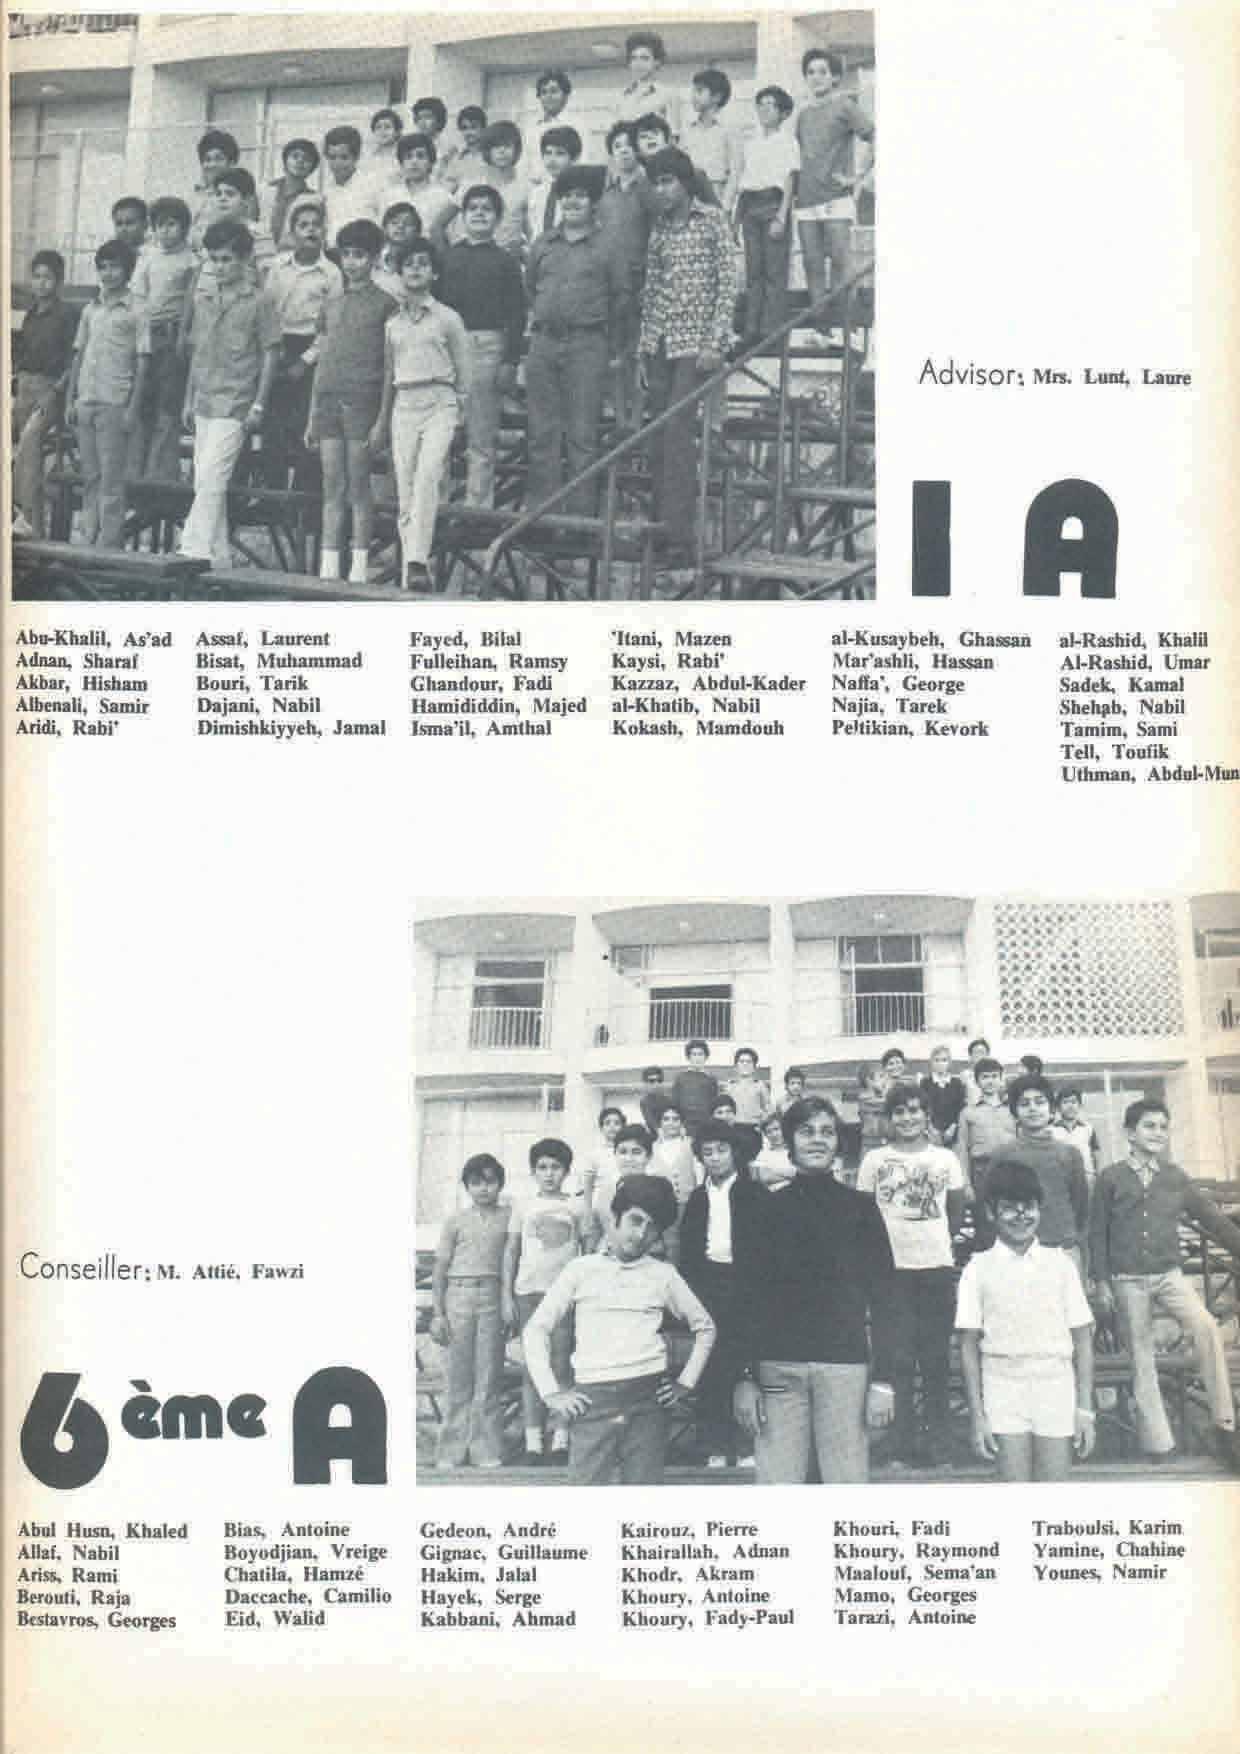 Advisor: Mrs. Lunt, Laure
1 A
Abu-Khalil, As'ad
Adnan, Sharaf
Akbar, Hisham
Albenali, Samir
Aridi, Rabi'
Assaf, Laurent
Bisat, Muhammad
Bouri, Tarik
Dajani, Nabil
Dimishkiyyeh, Jamal
Fayed, Bilal
Fulleihan, Ramsy
Ghandour, Fadi
Hamididdin, Majed
Isma'il, Amthal
'Itani, Mazen
Kaysi, Rabi'
Kazzaz, Abdul-Kader
al-Khatib, Nabil
Kokash, Mamdouh
al-Kusaybeh, Ghassan
Mar'ashli, Hassan
Naffa', George
Najia, Tarek
Peltikian, Kevork
al-Rashid, Khalil
Al-Rashid, Umar
Sadek, Kamal
Shehab, Nabil
Tamim, Sami
Tell, Toufik
Uthman, Abdul-Mun
Conseiller: M. Attié, Fawzi
6ème A
Abul Husn, Khaled
Allaf, Nabil
Ariss, Rami
Berouti, Raja
Bestavros, Georges
Bias, Antoine
Boyodjian, Vreige
Chatila, Hamzé
Daccache, Camilio
Eid, Walid
Gedeon, André
Gignac, Guillaume
Hakim, Jalal
Hayek, Serge
Kabbani, Ahmad
Kairouz, Pierre
Khairallah, Adnan
Khodr, Akram
Khoury, Antoine
Khoury, Fady-Paul
Khouri, Fadi
Khoury, Raymond
Maalouf, Sema'an
Mamo, Georges
Tarazi, Antoine
Traboulsi, Karim
Yamine, Chahine
Younes, Namir